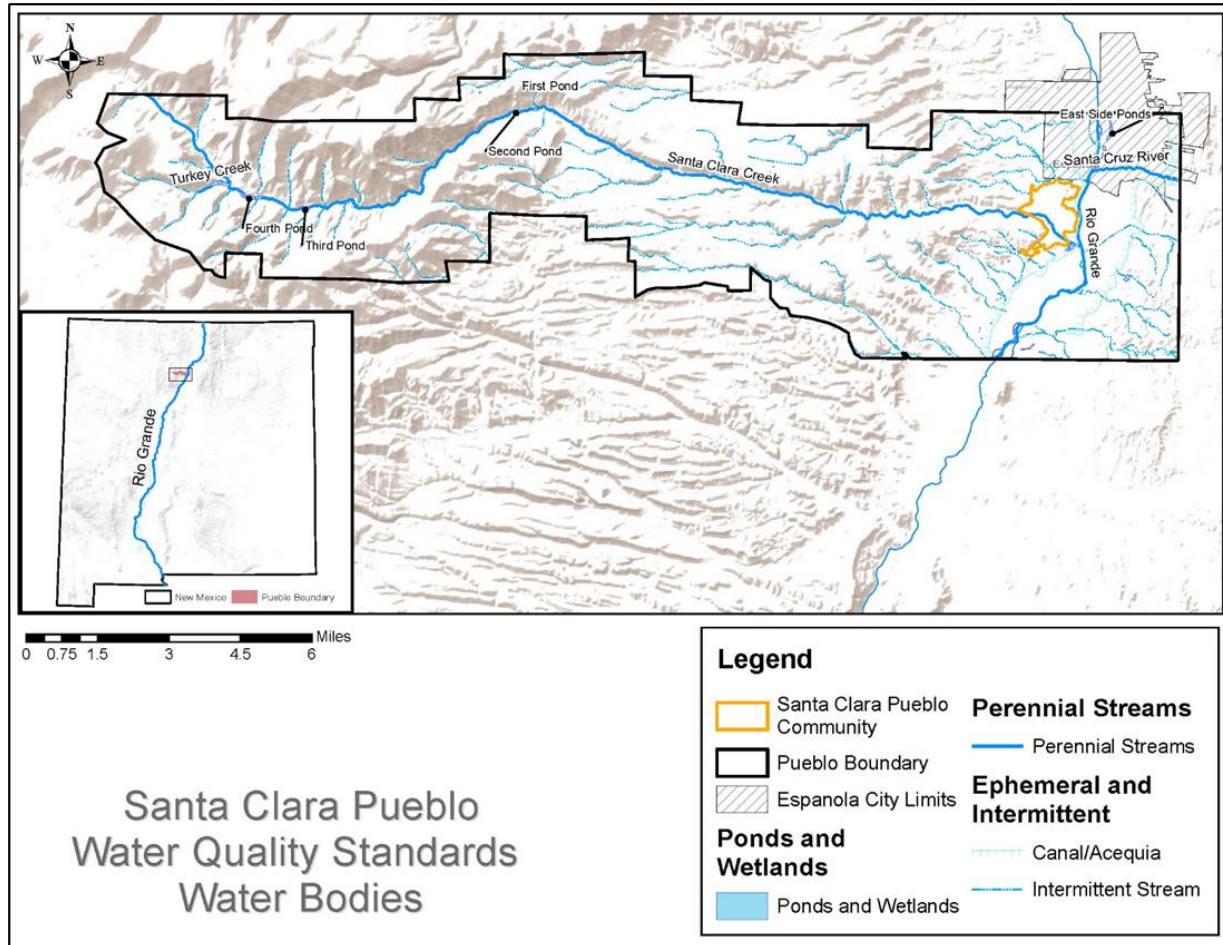 N
W
E
S
First Pond
East Side Ponds
Second Pond
Santa Cruz River
Santa Clara Creek
Turkey Creek
Fourth Pond
Third Pond
Rio Grande
Rio Grande
New Mexico
Pueblo Boundary
Miles
0 0.75 1.5 3 4.5 6
Legend
Santa Clara Pueblo
Community
Pueblo Boundary
Espanola City Limits
Ponds and
Wetlands
Ponds and Wetlands
Perennial Streams
Perennial Streams
Ephemeral and
Intermittent
Canal/Acequia
Intermittent Stream
Santa Clara Pueblo
Water Quality Standards
Water Bodies